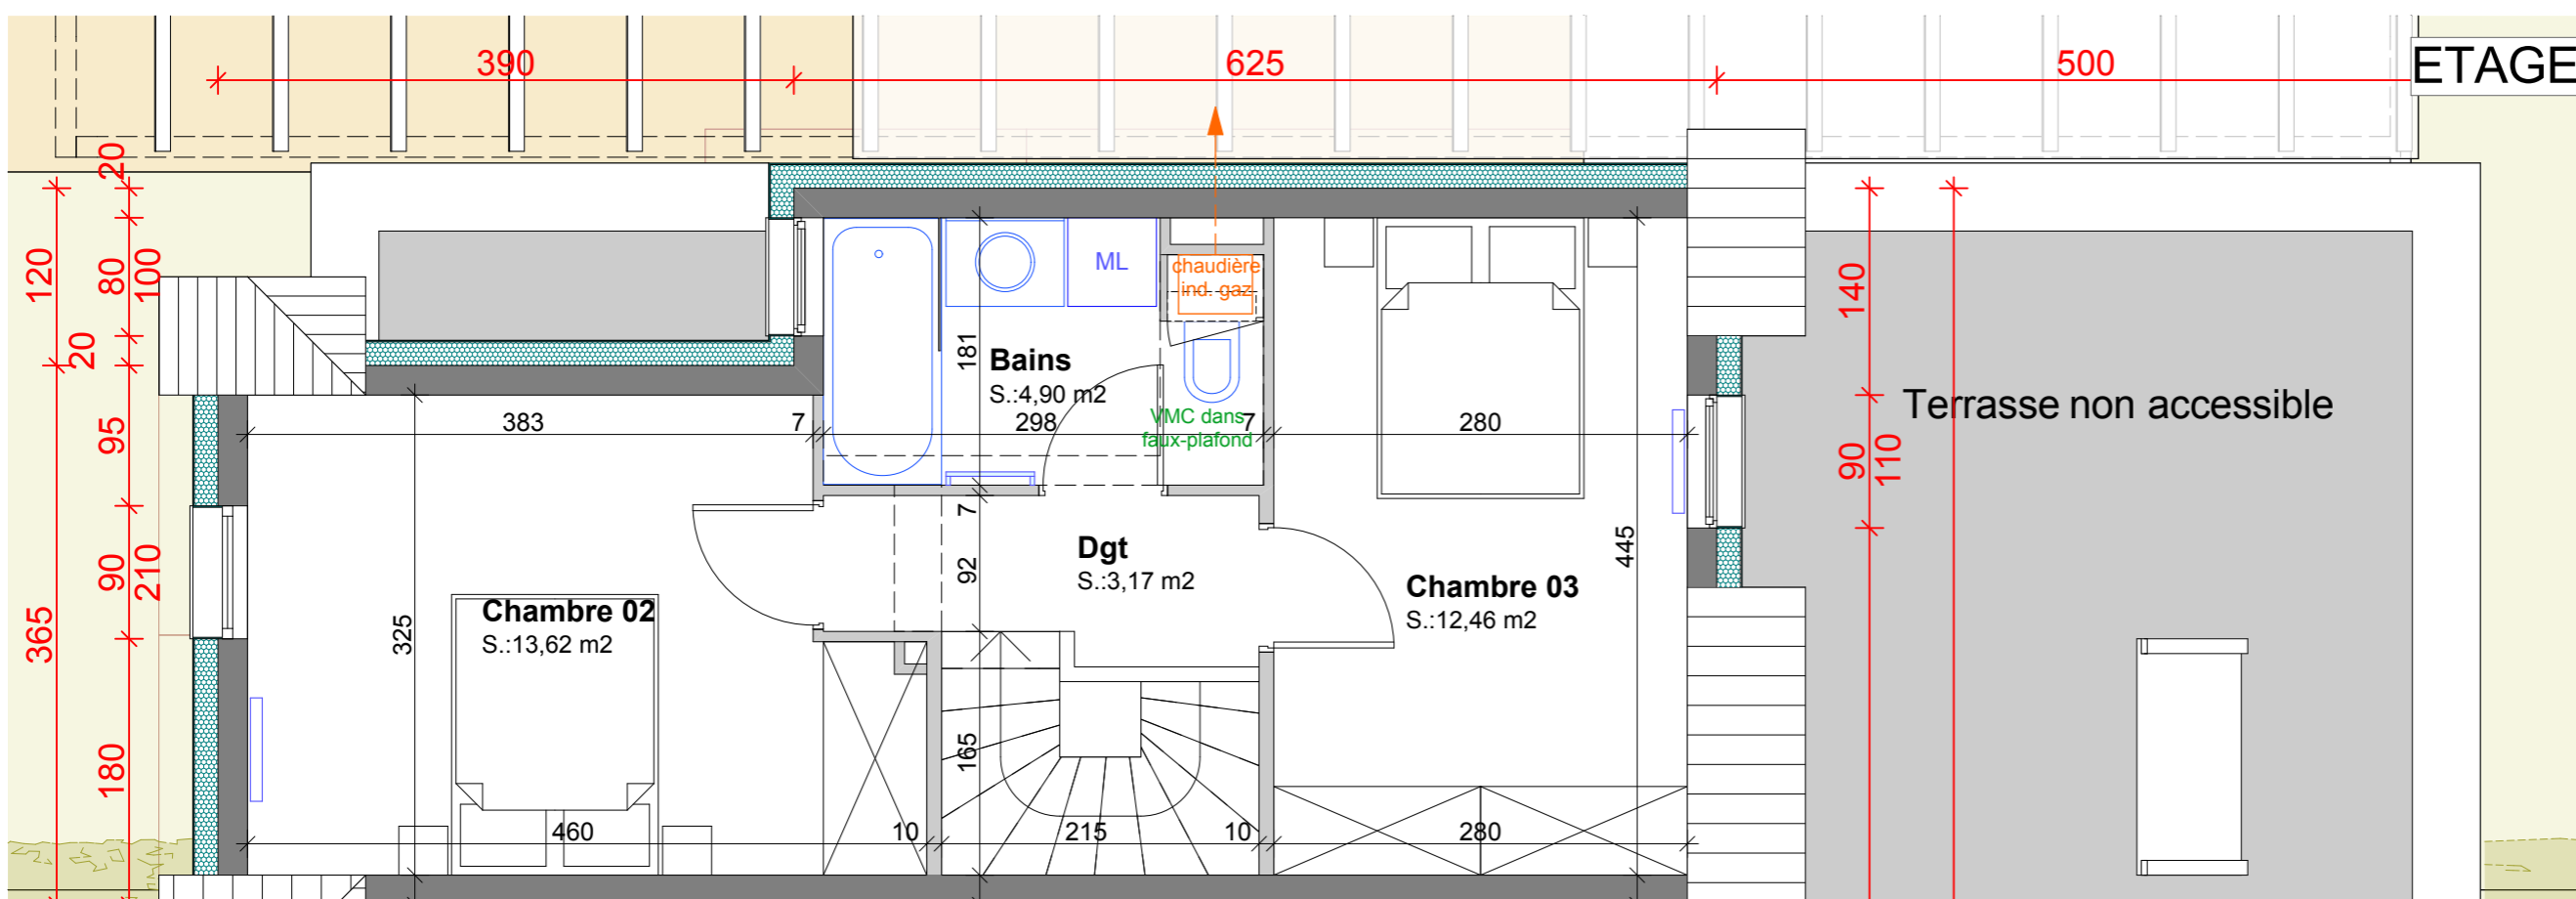 390
625
500
ETAGE
20
120
80
100
20
95
365
90
210
180
ML
chaudière
ind. gaz
181
Bains
S.:4,90 m2
VMC dans
faux-plafond
383
7
298
7
280
140
90
110
Terrasse non accessible
7
92
Dgt
S.:3,17 m2
445
Chambre 03
S.:12,46 m2
Chambre 02
S.:13,62 m2
325
165
460
10
215
10
280